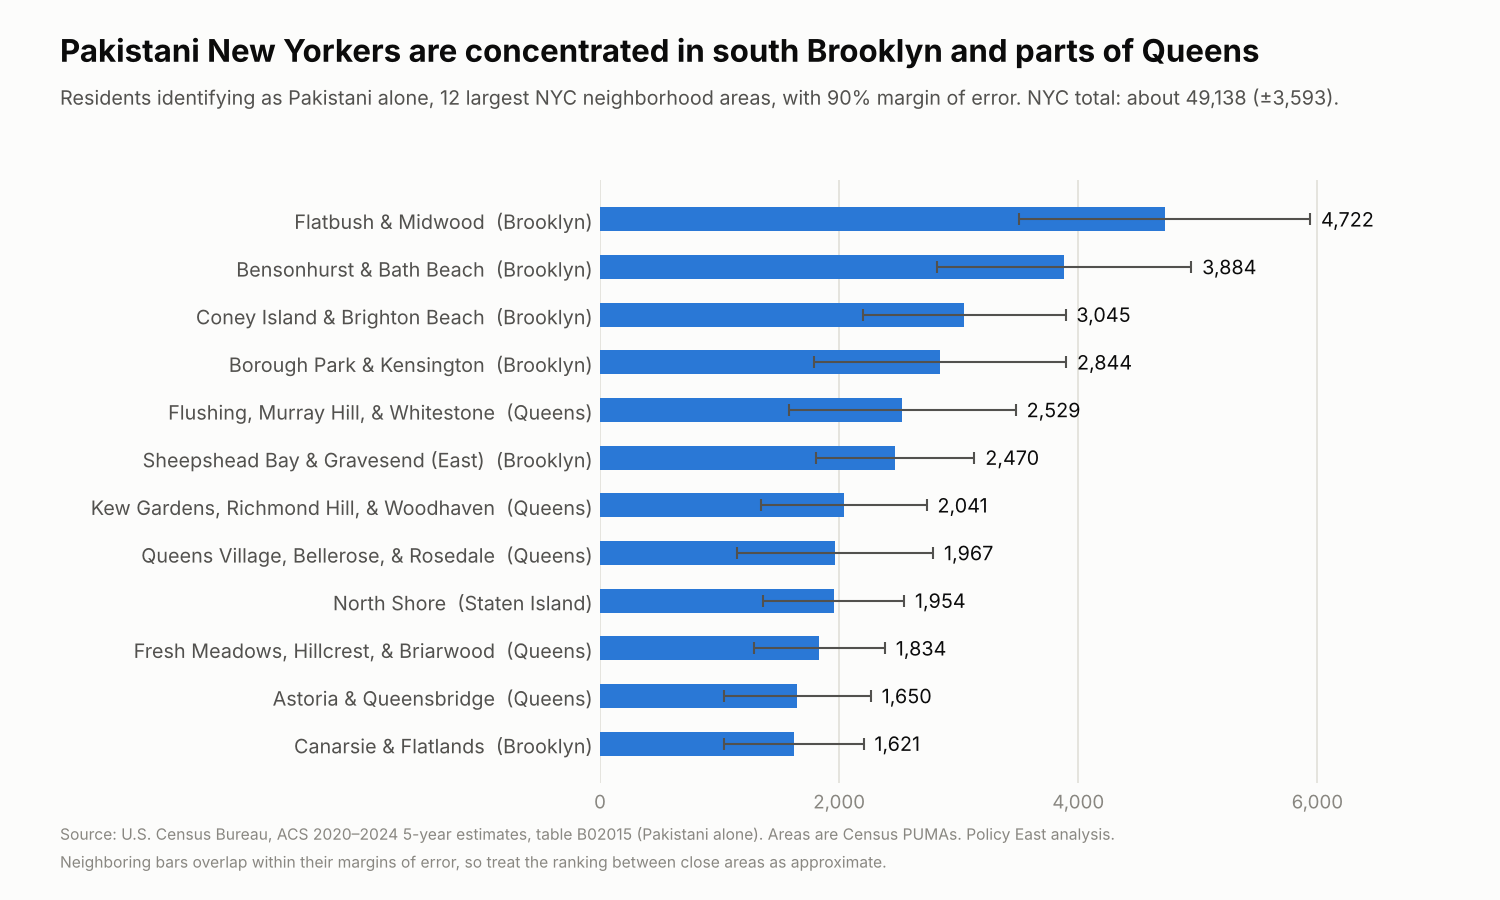 Pakistani New Yorkers are concentrated in south Brooklyn and parts of Queens
Residents identifying as Pakistani alone, 12 largest NYC neighborhood areas, with 90% margin of error. NYC total: about 49,138 (±3,593).
Flatbush & Midwood (Brooklyn) 4,722
Bensonhurst & Bath Beach (Brooklyn) 3,884
Coney Island & Brighton Beach (Brooklyn) 3,045
Borough Park & Kensington (Brooklyn) 2,844
Flushing, Murray Hill, & Whitestone (Queens) 2,529
Sheepshead Bay & Gravesend (East) (Brooklyn) 2,470
Kew Gardens, Richmond Hill, & Woodhaven (Queens) 2,041
Queens Village, Bellerose, & Rosedale (Queens) 1,967
North Shore (Staten Island) 1,954
Fresh Meadows, Hillcrest, & Briarwood (Queens) 1,834
Astoria & Queensbridge (Queens) 1,650
Canarsie & Flatlands (Brooklyn) 1,621
0 2,000 4,000 6,000
Source: U.S. Census Bureau, ACS 2020–2024 5-year estimates, table B02015 (Pakistani alone). Areas are Census PUMAs. Policy East analysis.
Neighboring bars overlap within their margins of error, so treat the ranking between close areas as approximate.